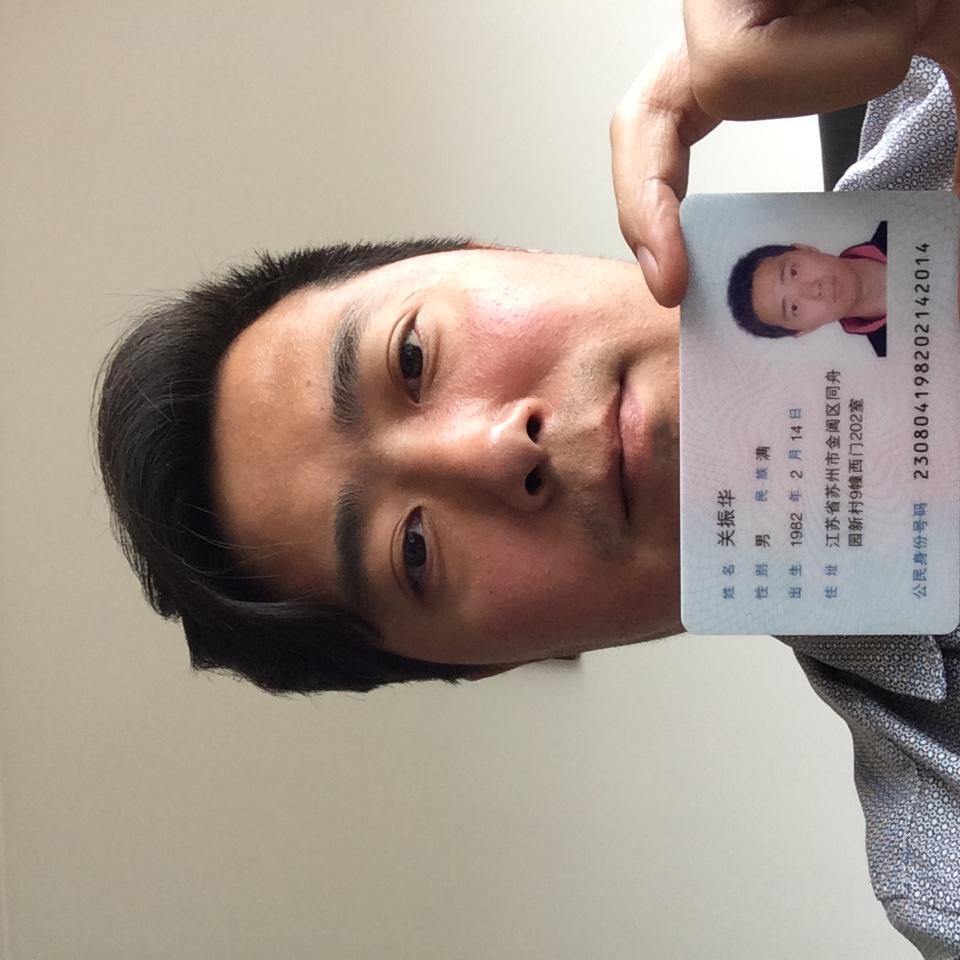 姓名 关振华
性别 男 民族 满
出生 1982 年 2 月 14 日
住址 江苏省苏州市金阊区同舟
园新村9幢西门202室
公民身份号码 230804198202142014